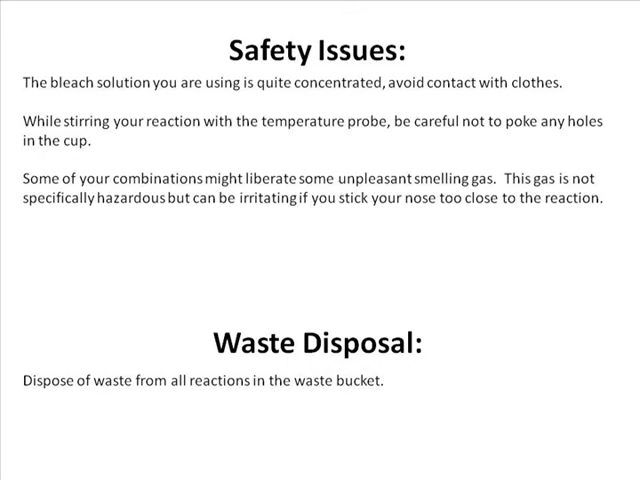 Safety Issues:
The bleach solution you are using is quite concentrated, avoid contact with clothes.
While stirring your reaction with the temperature probe, be careful not to poke any holes
in the cup.
Some of your combinations might liberate some unpleasant smelling gas.  This gas is not
specifically hazardous but can be irritating if you stick your nose too close to the reaction.
Waste Disposal:
Dispose of waste from all reactions in the waste bucket.